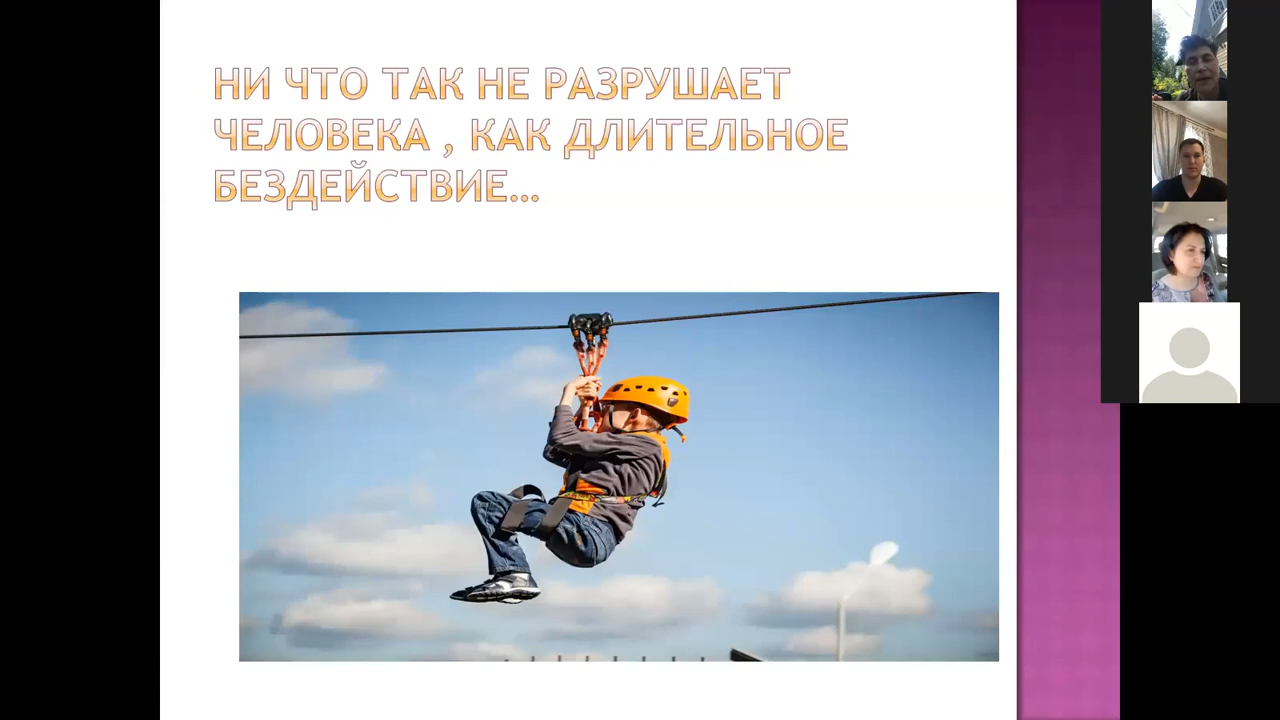 НИ ЧТО ТАК НЕ РАЗРУШАЕТ
ЧЕЛОВЕКА , КАК ДЛИТЕЛЬНОЕ
БЕЗДЕЙСТВИЕ…